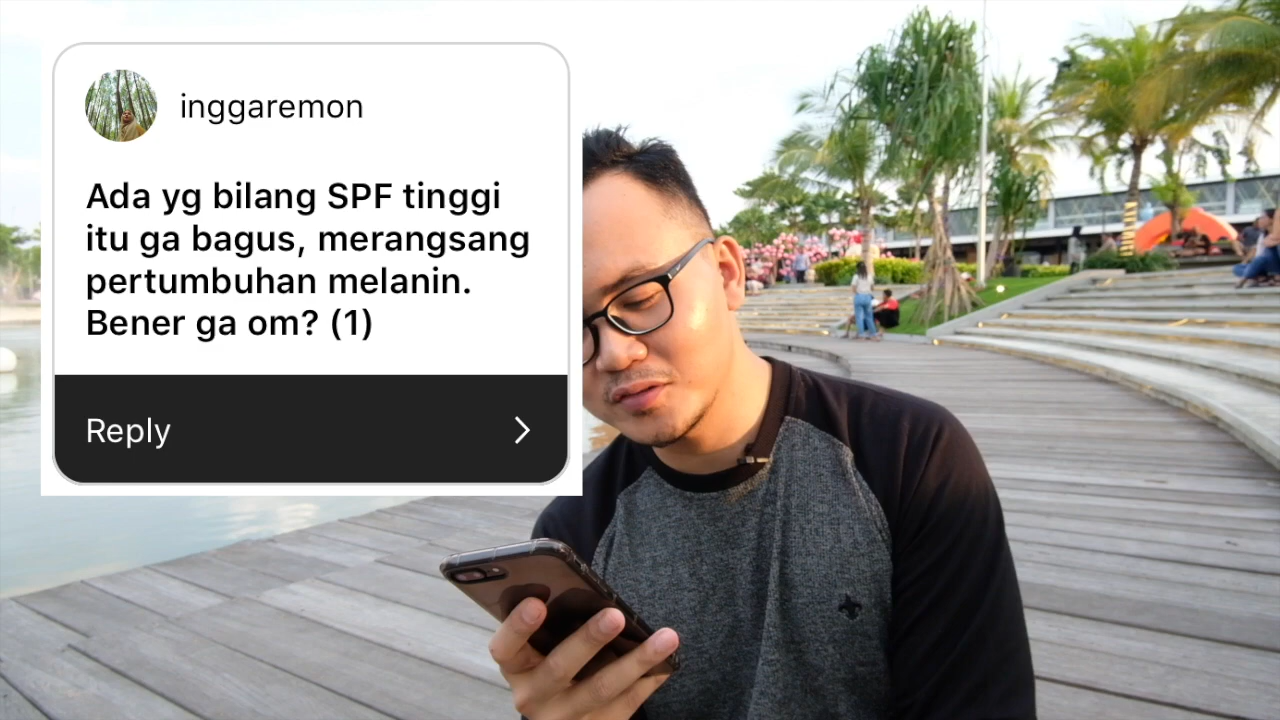 inggaremon
Ada yg bilang SPF tinggi
itu ga bagus, merangsang
pertumbuhan melanin.
Bener ga om? (1)
Reply